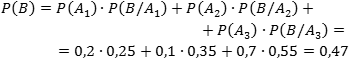 P(B) = P(A₁)·P(B/A₁) + P(A₂)·P(B/A₂) +
+ P(A₃)·P(B/A₃) =
= 0,2·0,25 + 0,1·0,35 + 0,7·0,55 = 0,47